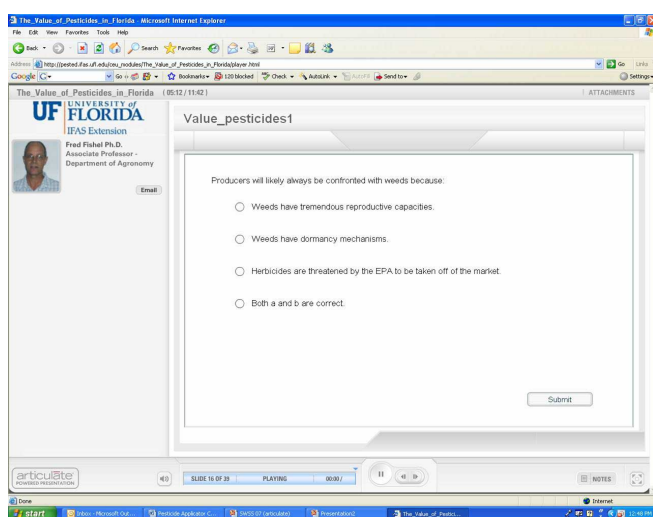 The_Value_of_Pesticides_in_Florida - Microsoft Internet Explorer
File Edit View Favorites Tools Help
Back Search Favorites
Address http://pested.ifas.ufl.edu/ceu_modules/The_Value_of_Pesticides_in_Florida/player.html Go Links
Google G Go Bookmarks 120 blocked Check AutoLink AutoFill Send to Settings
The_Value_of_Pesticides_in_Florida ( 05:12 / 11:42 ) ATTACHMENTS
UF UNIVERSITY of
FLORIDA
IFAS Extension
Value_pesticides1
Fred Fishel Ph.D.
Associate Professor -
Department of Agronomy
Email
Producers will likely always be confronted with weeds because:
Weeds have tremendous reproductive capacities.
Weeds have dormancy mechanisms.
Herbicides are threatened by the EPA to be taken off of the market.
Both a and b are correct.
Submit
articulate
POWERED PRESENTATION
SLIDE 16 OF 39 PLAYING 00:00 / NOTES
Done Internet
start Inbox - Microsoft Out... Pesticide Applicator C... SWSS 07 (articulate) Presentation2 The_Value_of_Pestici... 12:48 PM